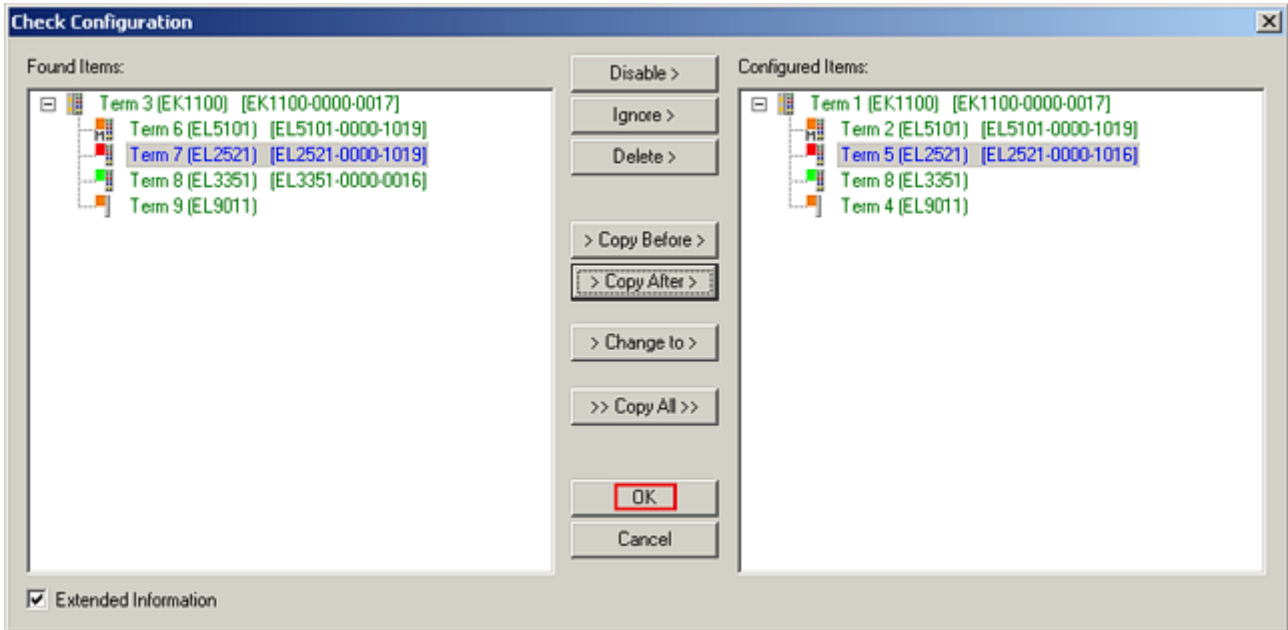 Check Configuration
Found Items:
Term 3 (EK1100) [EK1100-0000-0017]
Term 6 (EL5101) [EL5101-0000-1019]
Term 7 (EL2521) [EL2521-0000-1019]
Term 8 (EL3351) [EL3351-0000-0016]
Term 9 (EL9011)
Disable >
Ignore >
Delete >
> Copy Before >
> Copy After >
> Change to >
>> Copy All >>
OK
Cancel
Configured Items:
Term 1 (EK1100) [EK1100-0000-0017]
Term 2 (EL5101) [EL5101-0000-1019]
Term 5 (EL2521) [EL2521-0000-1016]
Term 8 (EL3351)
Term 4 (EL9011)
Extended Information